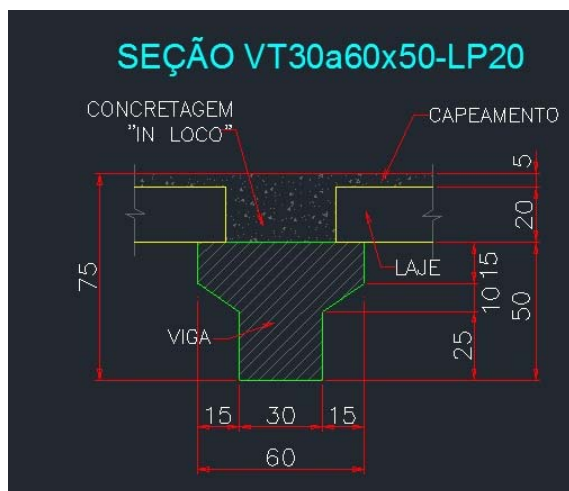 SEÇÃO VT30a60x50-LP20
CONCRETAGEM
"IN LOCO"
CAPEAMENTO
5
20
75
LAJE
15
10
50
VIGA
25
15 30 15
60